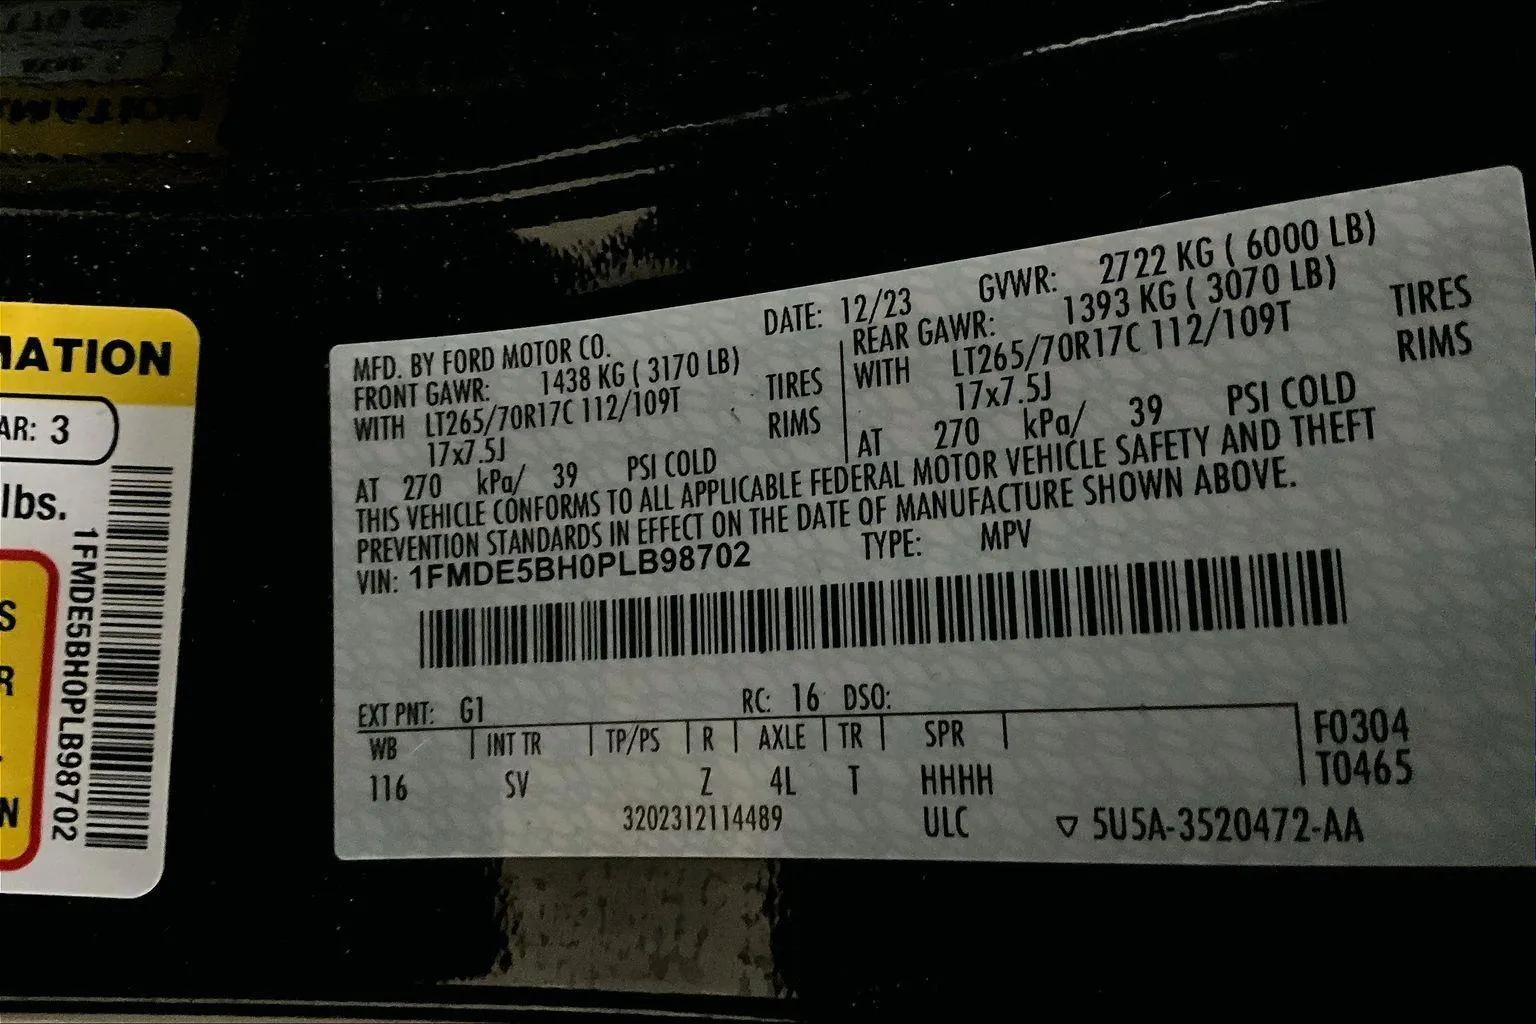 MATION
AR: 3
lbs.
S
R
N
1FMDE5BH0PLB98702
MFD. BY FORD MOTOR CO.
DATE: 12/23
GVWR: 2722 KG ( 6000 LB)
FRONT GAWR: 1438 KG ( 3170 LB)
WITH LT265/70R17C 112/109T TIRES
17x7.5J RIMS
AT 270 kPa/ 39 PSI COLD
REAR GAWR: 1393 KG ( 3070 LB)
WITH LT265/70R17C 112/109T TIRES
17x7.5J RIMS
AT 270 kPa/ 39 PSI COLD
THIS VEHICLE CONFORMS TO ALL APPLICABLE FEDERAL MOTOR VEHICLE SAFETY AND THEFT
PREVENTION STANDARDS IN EFFECT ON THE DATE OF MANUFACTURE SHOWN ABOVE.
VIN: 1FMDE5BH0PLB98702 TYPE: MPV
EXT PNT: G1 RC: 16 DSO:
WB INT TR TP/PS R AXLE TR SPR
116 SV Z 4L T HHHH
F0304
T0465
3202312114489 ULC 5U5A-3520472-AA